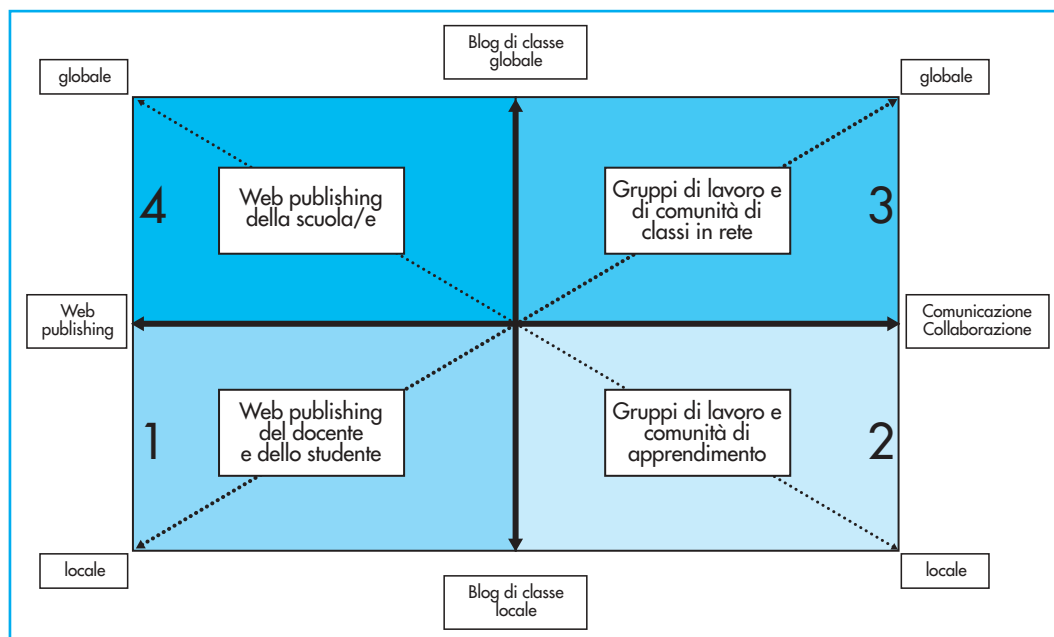 Blog di classe
globale
globale
globale
4
Web publishing
della scuola/e
Gruppi di lavoro e
di comunità di
classi in rete
3
Web
publishing
Comunicazione
Collaborazione
1
Web publishing
del docente
e dello studente
Gruppi di lavoro e
comunità di
apprendimento
2
locale
Blog di classe
locale
locale